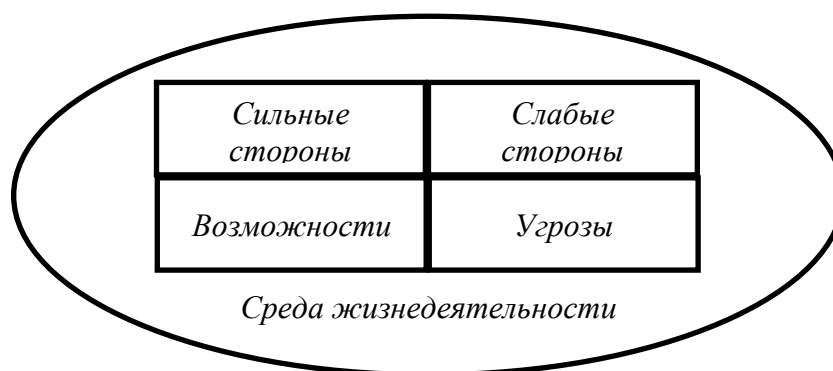 Сильные
стороны
Слабые
стороны
Возможности
Угрозы
Среда жизнедеятельности